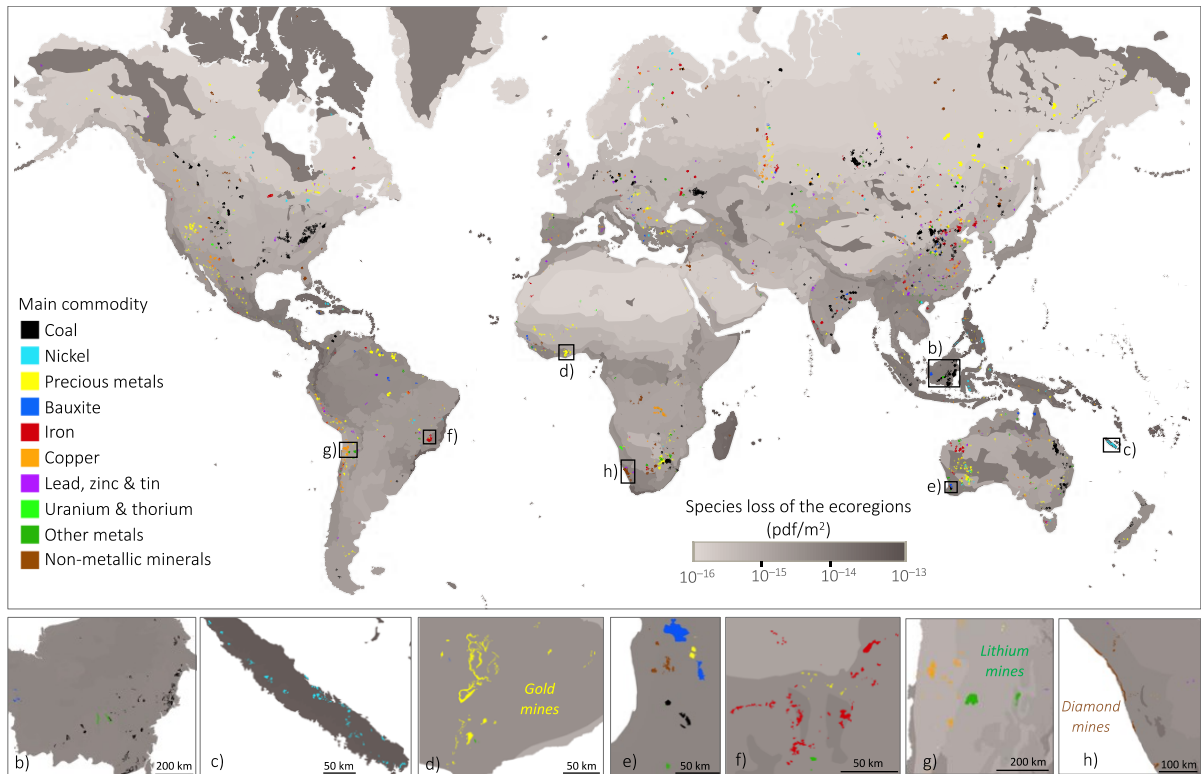 Main commodity
Coal
Nickel
Precious metals
Bauxite
Iron
Copper
Lead, zinc & tin
Uranium & thorium
Other metals
Non-metallic minerals
b)
d)
f)
g)
c)
h)
e)
Species loss of the ecoregions
(pdf/m²)
10⁻¹⁶
10⁻¹⁵
10⁻¹⁴
10⁻¹³
b)
200 km
c)
50 km
Gold
mines
d)
50 km
e)
50 km
f)
50 km
Lithium
mines
g)
200 km
Diamond
mines
h)
100 km